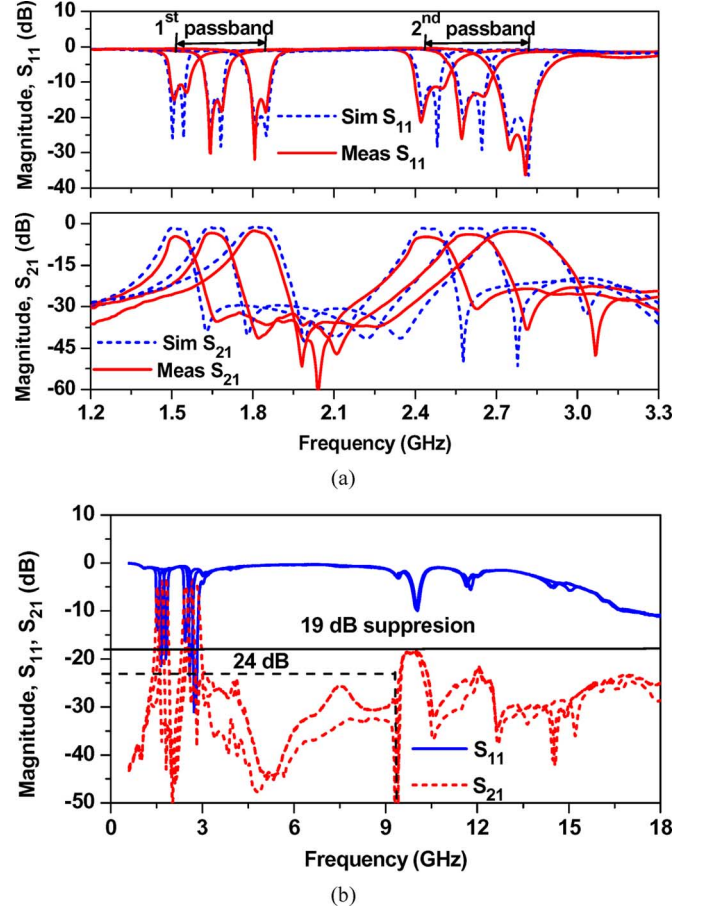 1st passband
2nd passband
Magnitude, S11 (dB)
10
0
-10
-20
-30
-40
Sim S11
Meas S11
Magnitude, S21 (dB)
0
-15
-30
-45
-60
Sim S21
Meas S21
1.2 1.5 1.8 2.1 2.4 2.7 3.0 3.3
Frequency (GHz)
(a)
Magnitude, S11, S21 (dB)
10
0
-10
-20
-30
-40
-50
19 dB suppresion
24 dB
S11
S21
0 3 6 9 12 15 18
Frequency (GHz)
(b)